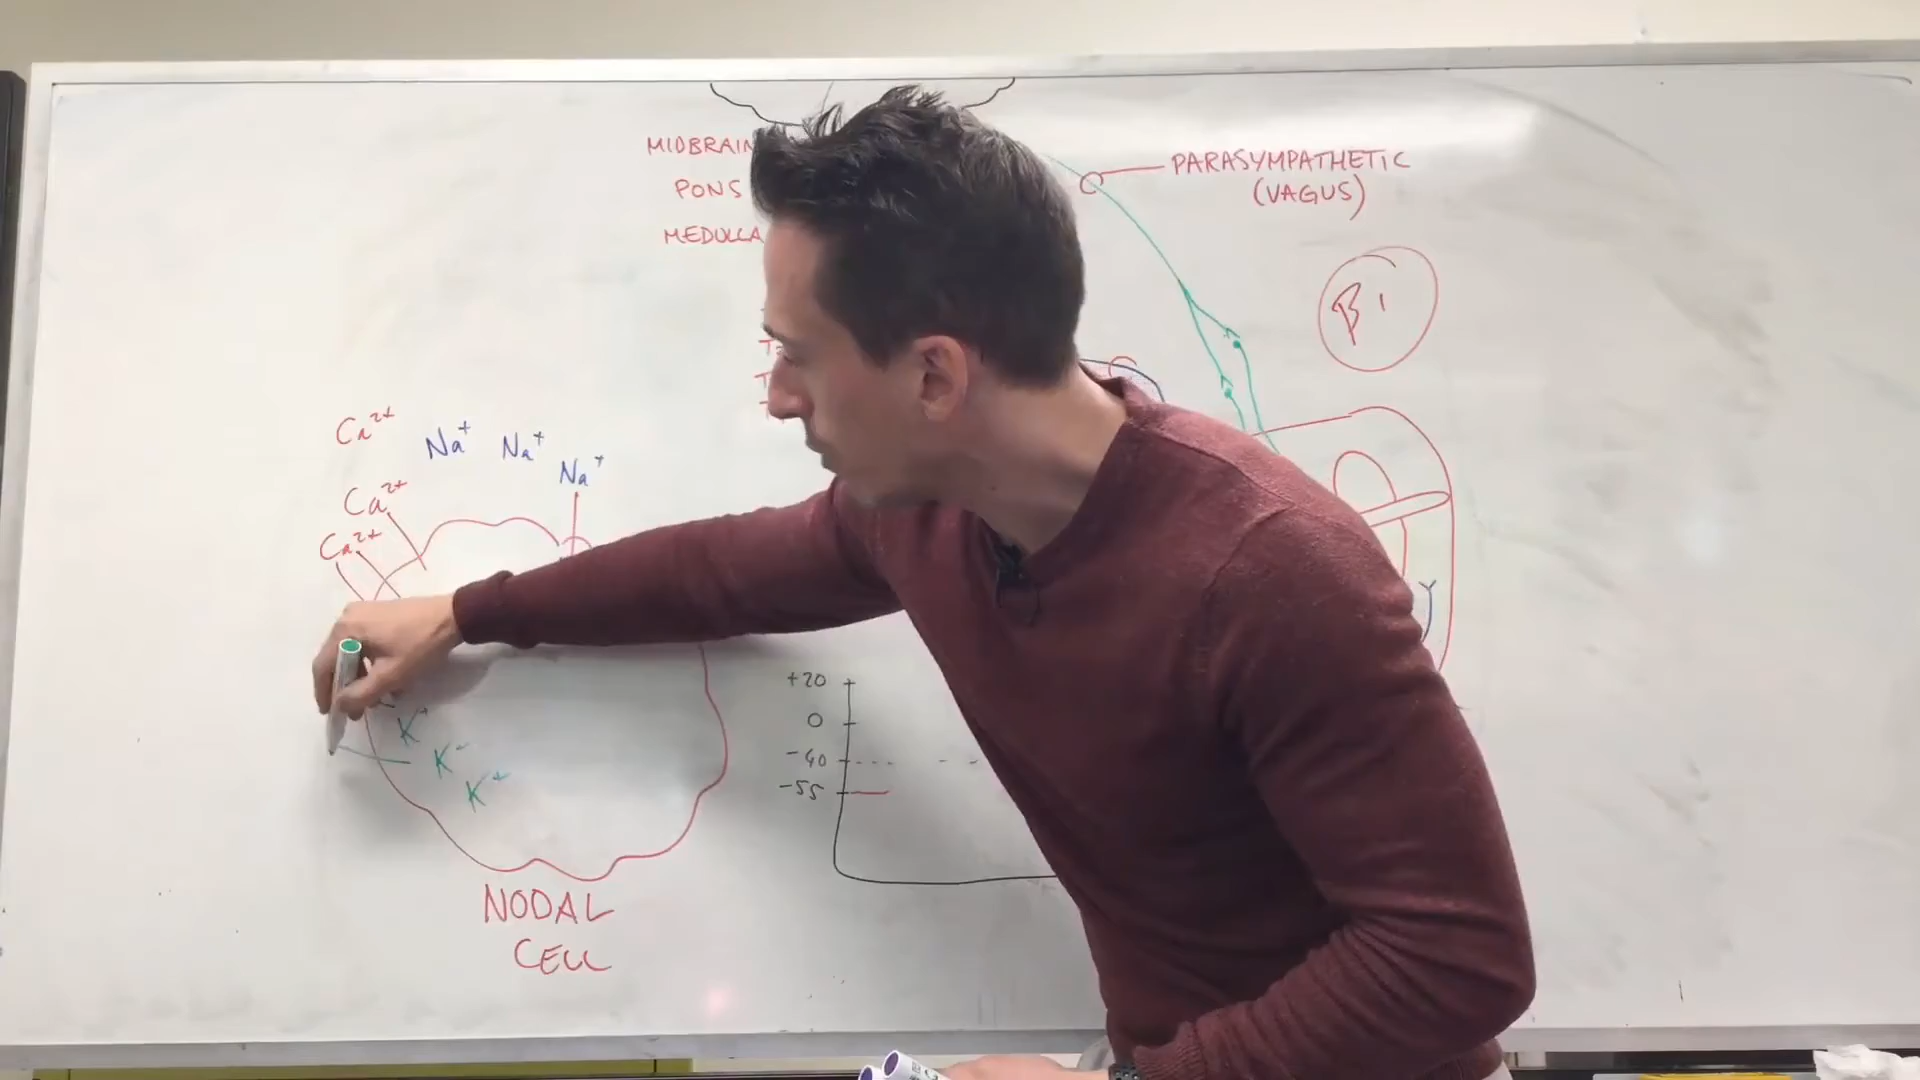 MIDBRAIN
PONS
MEDULLA
PARASYMPATHETIC
(VAGUS)
β1
Ca²⁺
Na⁺ Na⁺
Na⁺
Ca²⁺
Ca²⁺
K⁺
K⁺
K⁺
+20
0
-40
-55
NODAL
CELL